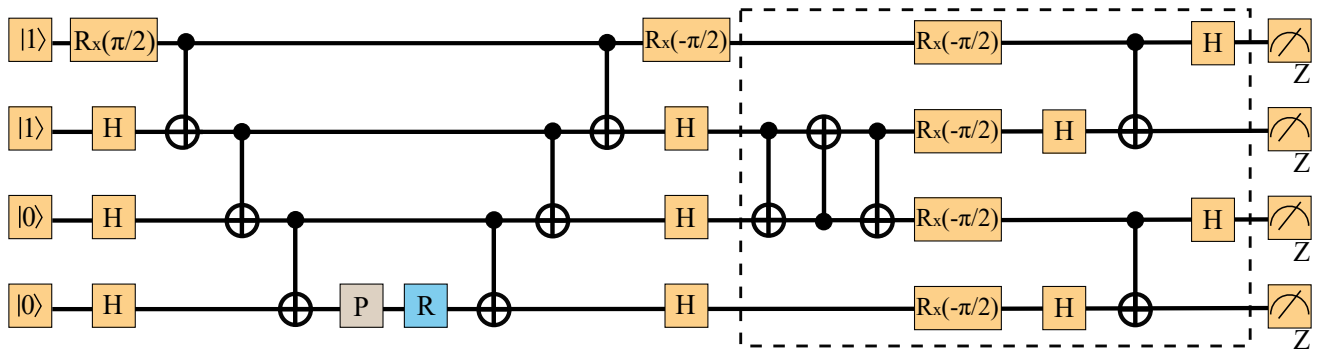 |1⟩ Rx(π/2) Rx(-π/2) Rx(-π/2) H Z
|1⟩ H H Rx(-π/2) H Z
|0⟩ H H Rx(-π/2) H Z
|0⟩ H P R H Rx(-π/2) H Z